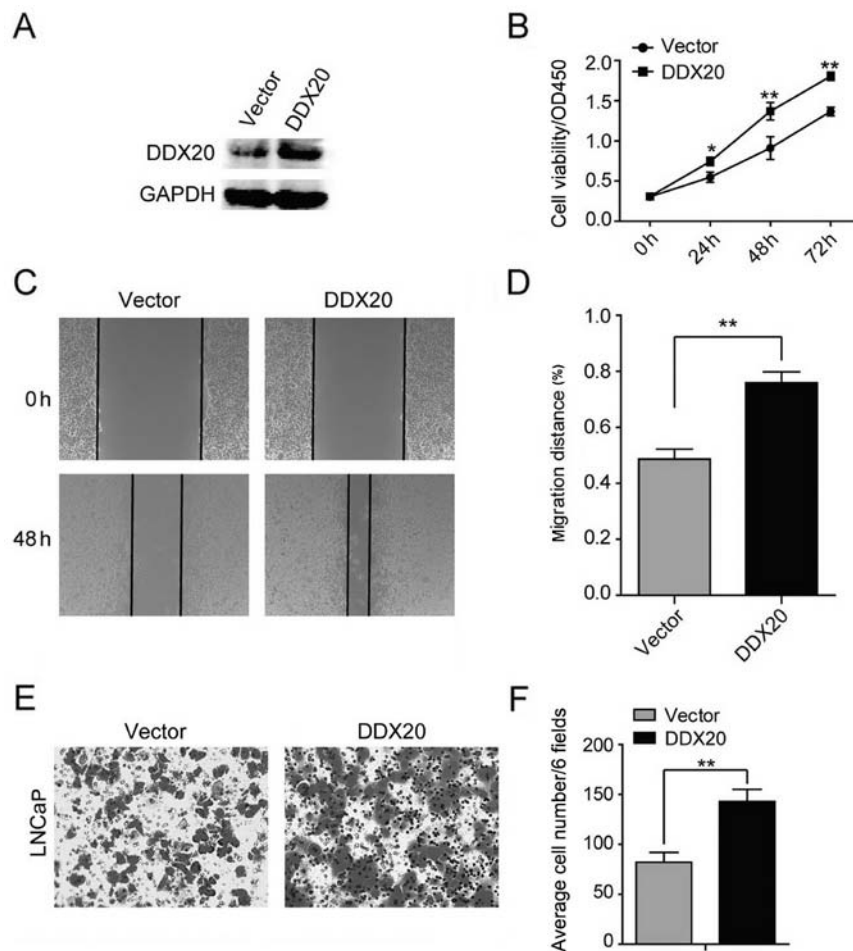 A
Vector
DDX20
DDX20
GAPDH
B
Vector
DDX20
Cell viability/OD450
2.0
**
**
1.5
*
1.0
0.5
0.0
0h
24h
48h
72h
C
Vector
DDX20
0h
48h
D
Migration distance (%)
1.0
**
0.8
0.6
0.4
0.2
0.0
Vector
DDX20
E
Vector
DDX20
LNCaP
F
Vector
DDX20
Average cell number/6 fields
200
**
150
100
50
0